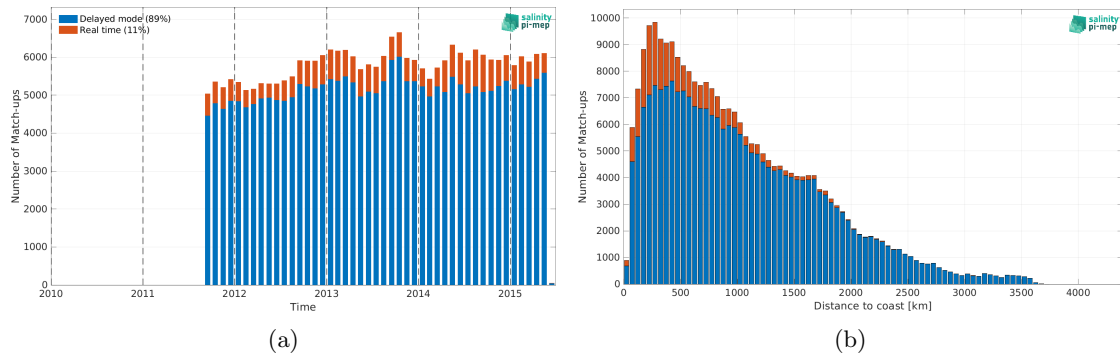 Delayed mode (89%)
Real time (11%)
salinity
pi-mep
7000
6000
5000
4000
3000
2000
1000
0
Number of Match-ups
2010 2011 2012 2013 2014 2015
Time
(a)
salinity
pi-mep
10000
9000
8000
7000
6000
5000
4000
3000
2000
1000
0
Number of Match-ups
0 500 1000 1500 2000 2500 3000 3500 4000
Distance to coast [km]
(b)